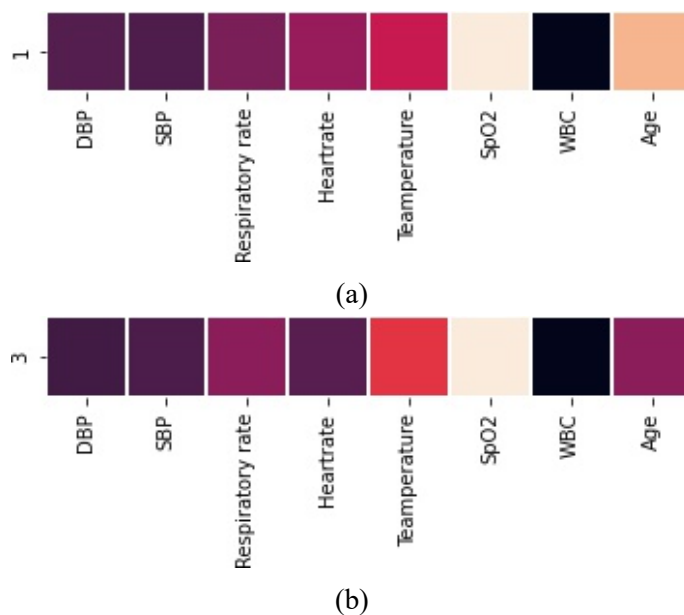 1
DBP
SBP
Respiratory rate
Heartrate
Teamperature
SpO2
WBC
Age
(a)
3
DBP
SBP
Respiratory rate
Heartrate
Teamperature
SpO2
WBC
Age
(b)